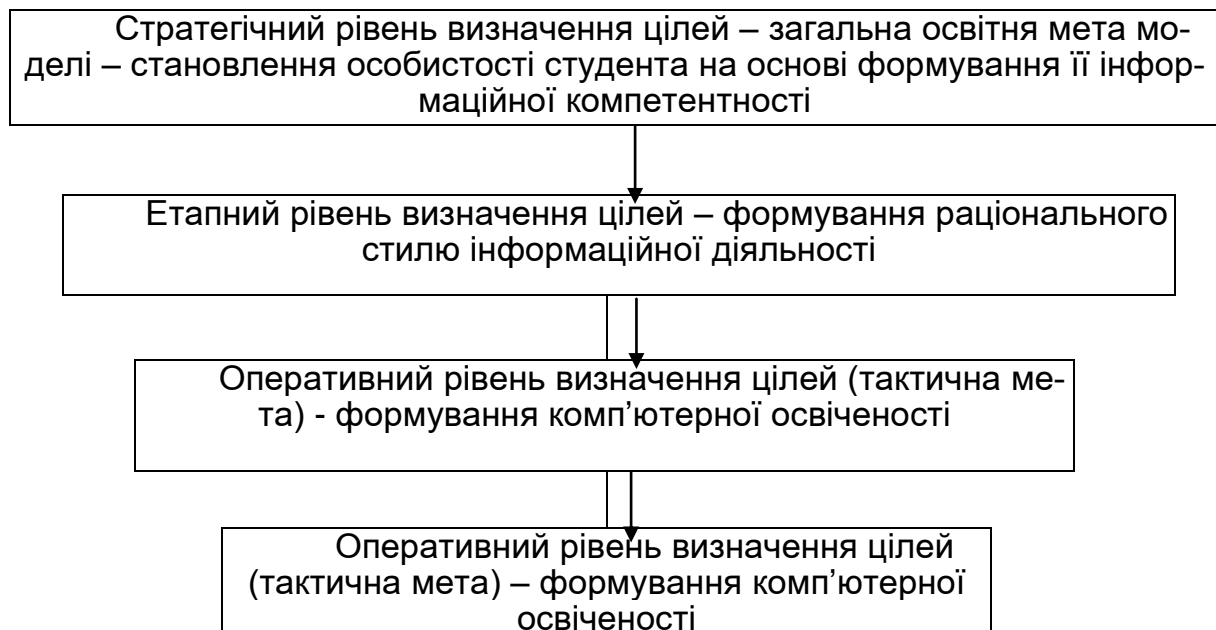 Стратегічний рівень визначення цілей – загальна освітня мета мо-
делі – становлення особистості студента на основі формування її інфор-
маційної компетентності
Етапний рівень визначення цілей – формування раціонального
стилю інформаційної діяльності
Оперативний рівень визначення цілей (тактична ме-
та) - формування комп’ютерної освіченості
Оперативний рівень визначення цілей
(тактична мета) – формування комп’ютерної
освіченості